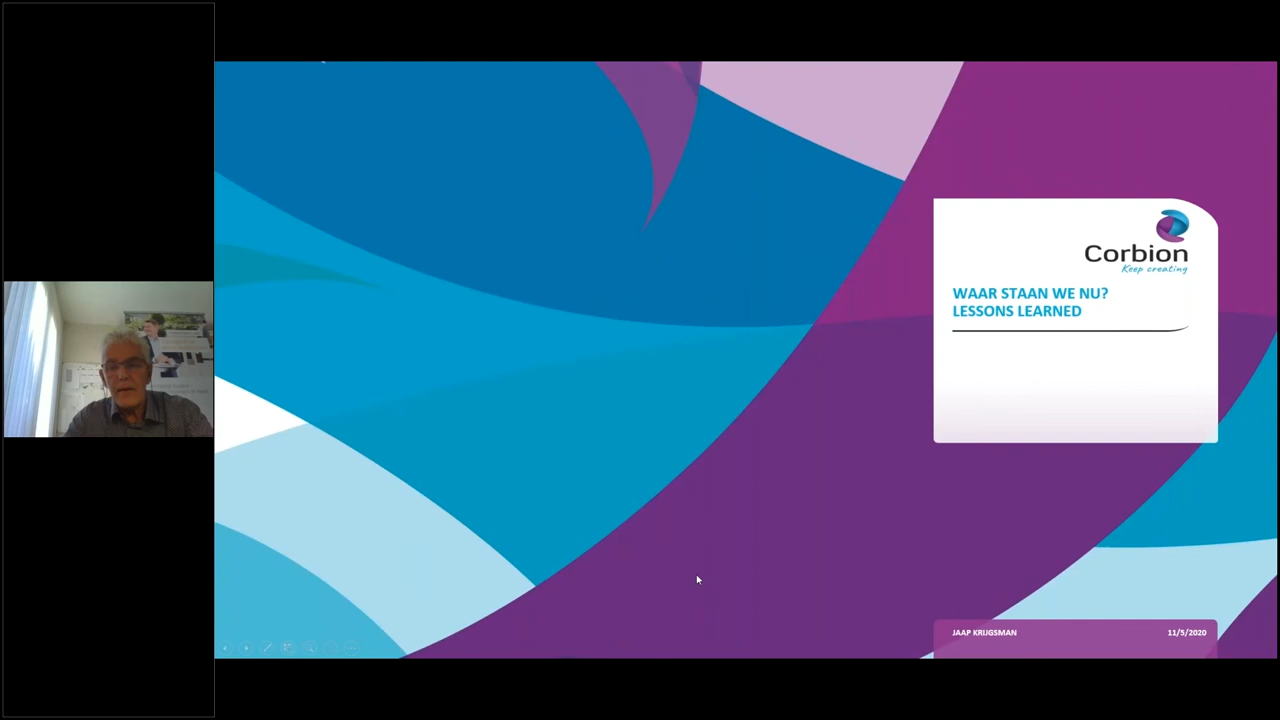 Corbion
Keep creating
WAAR STAAN WE NU?
LESSONS LEARNED
JAAP KRIJGSMAN
11/5/2020